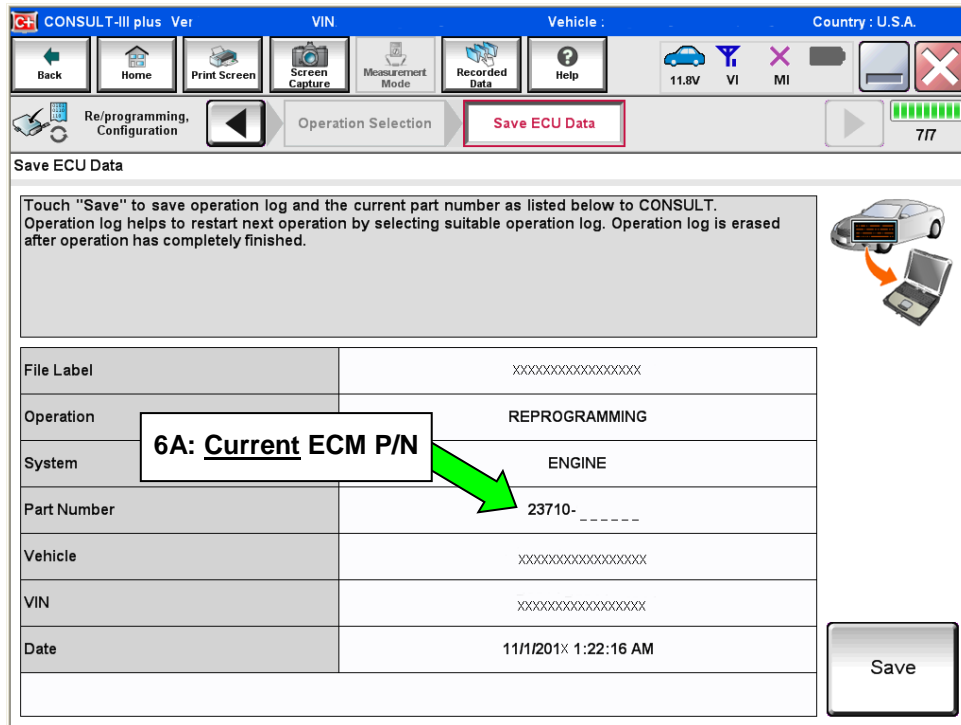 C+ CONSULT-III plus Ver VIN. Vehicle : Country : U.S.A.
Back
Home
Print Screen
Screen Capture
Measurement Mode
Recorded Data
Help
11.8V
VI
MI
Re/programming,
Configuration
Operation Selection
Save ECU Data
7/7
Save ECU Data
Touch "Save" to save operation log and the current part number as listed below to CONSULT.
Operation log helps to restart next operation by selecting suitable operation log. Operation log is erased
after operation has completely finished.
File Label XXXXXXXXXXXXXXXXX
Operation REPROGRAMMING
6A: Current ECM P/N
System ENGINE
Part Number 23710-_ _ _ _ _ _
Vehicle XXXXXXXXXXXXXXXXX
VIN XXXXXXXXXXXXXXXXX
Date 11/1/201X 1:22:16 AM
Save